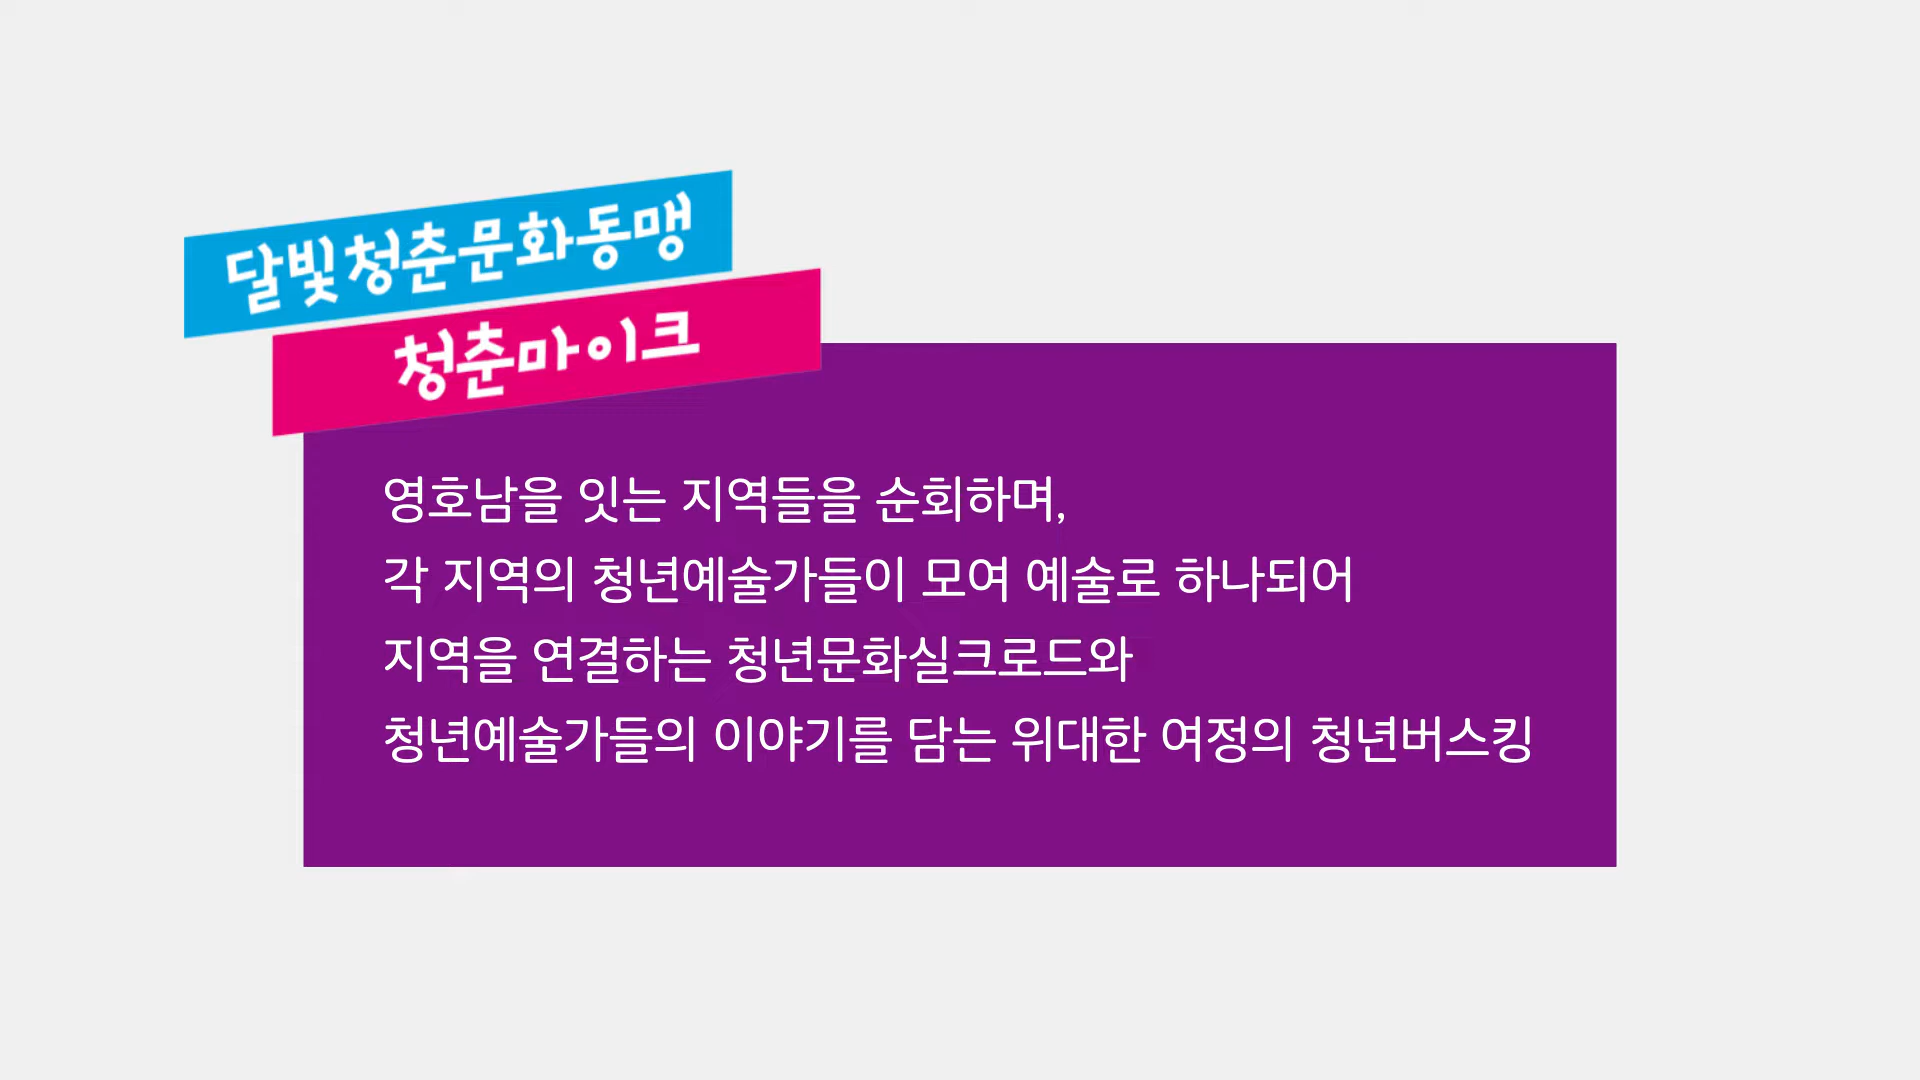 달빛청춘문화동맹
청춘마이크
영호남을 잇는 지역들을 순회하며,
각 지역의 청년예술가들이 모여 예술로 하나되어
지역을 연결하는 청년문화실크로드와
청년예술가들의 이야기를 담는 위대한 여정의 청년버스킹